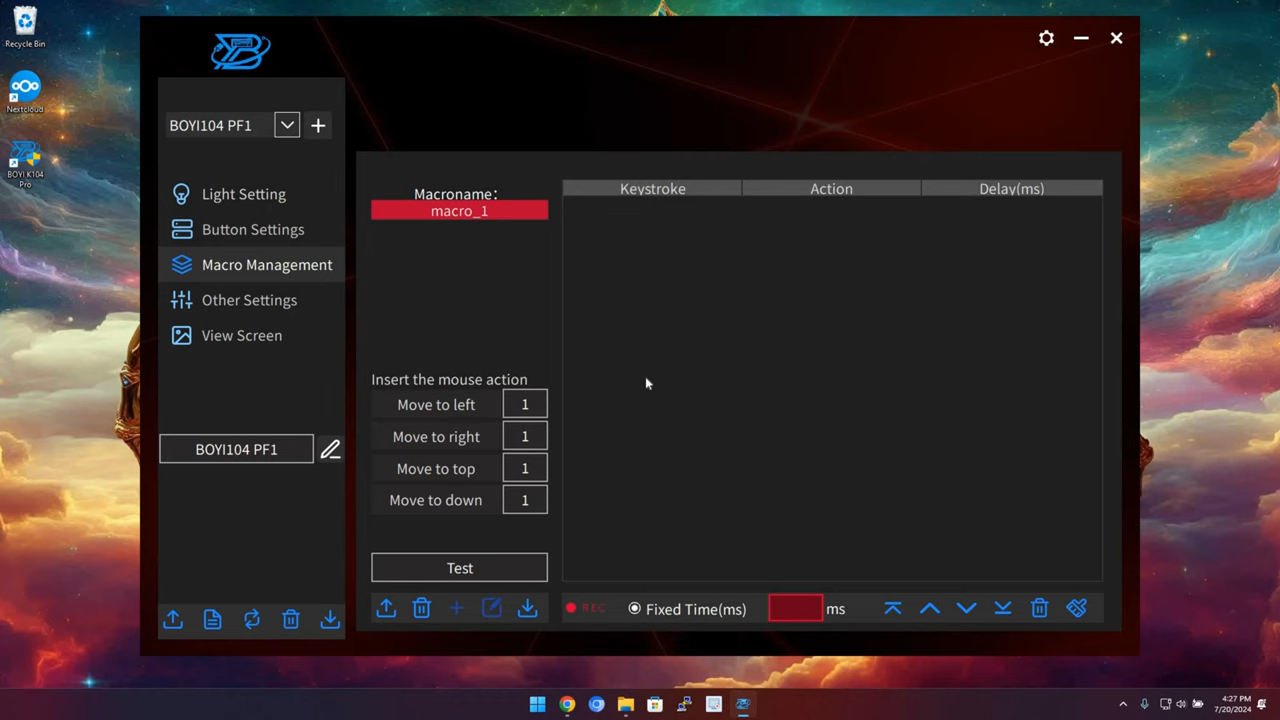 Recycle Bin
Nextcloud
BOYI K104
Pro
BOYI104 PF1
Light Setting
Button Settings
Macro Management
Other Settings
View Screen
BOYI104 PF1
Macroname:
macro_1
Insert the mouse action
Move to left 1
Move to right 1
Move to top 1
Move to down 1
Test
Keystroke Action Delay(ms)
REC Fixed Time(ms) ms
4:27 PM
7/20/2024